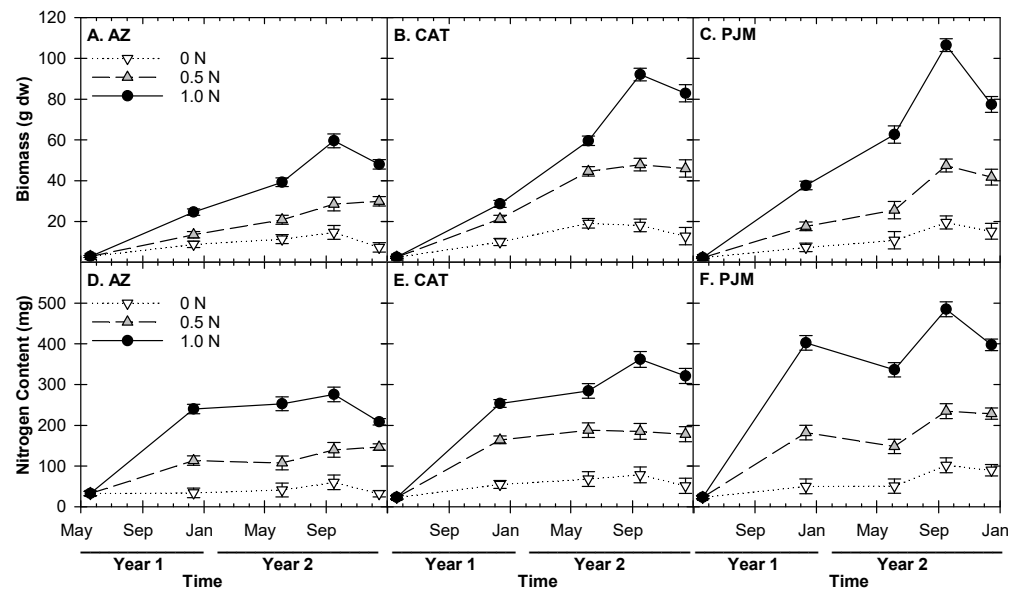 A. AZ
B. CAT
C. PJM
0 N
0.5 N
1.0 N
Biomass (g dw)
120
100
80
60
40
20
D. AZ
E. CAT
F. PJM
0 N
0.5 N
1.0 N
Nitrogen Content (mg)
500
400
300
200
100
0
May Sep Jan May Sep Sep Jan May Sep Sep Jan May Sep Jan
Year 1 Year 2 Year 1 Year 2 Year 1 Year 2
Time Time Time